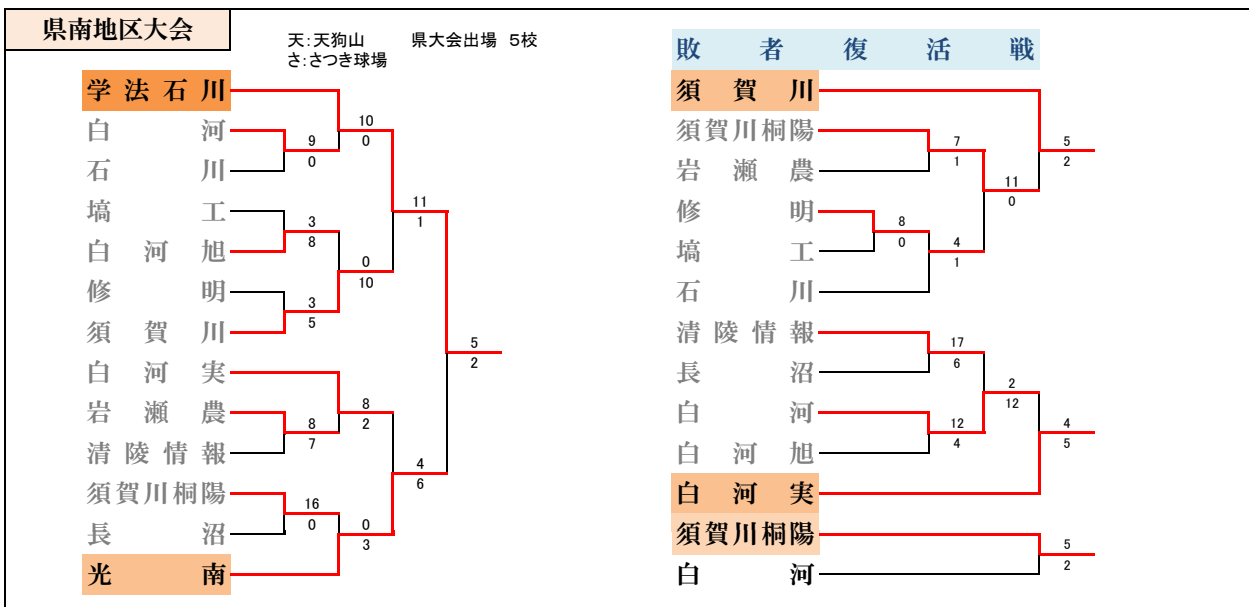 県南地区大会
天:天狗山　県大会出場 5校
さ:さつき球場
学法石川
白河
石川
塙工
白河旭
修明
須賀川
白河実
岩瀬農
清陵情報
須賀川桐陽
長沼
光南
9
0
3
8
3
5
8
7
16
0
10
0
0
10
8
2
0
3
11
1
4
6
5
2
敗者復活戦
須賀川
須賀川桐陽
岩瀬農
修明
塙工
石川
清陵情報
長沼
白河
白河旭
白河実
須賀川桐陽
白河
8
0
7
1
4
1
17
6
12
4
11
0
2
12
5
2
4
5
5
2